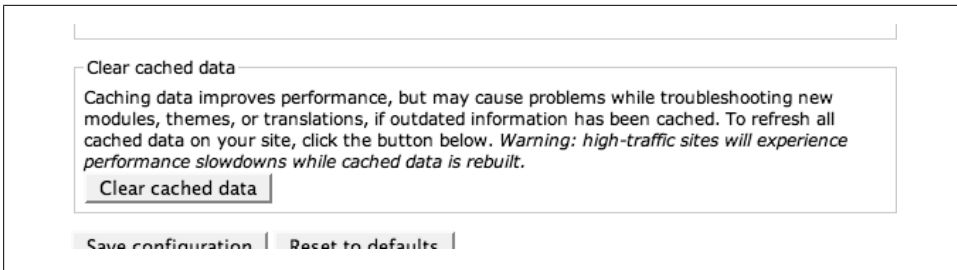 Clear cached data
Caching data improves performance, but may cause problems while troubleshooting new
modules, themes, or translations, if outdated information has been cached. To refresh all
cached data on your site, click the button below. Warning: high-traffic sites will experience
performance slowdowns while cached data is rebuilt.
Clear cached data
Save configuration Reset to defaults